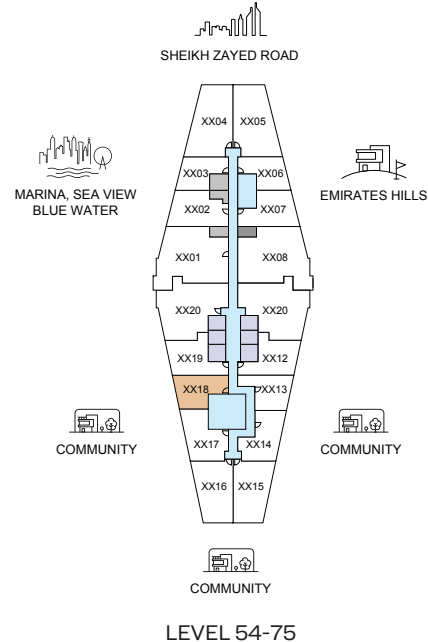 SHEIKH ZAYED ROAD
XX04 XX05
MARINA, SEA VIEW
BLUE WATER
XX03 XX06
EMIRATES HILLS
XX02 XX07
XX01 XX08
XX20 XX20
XX19 XX12
XX18 XX13
COMMUNITY
XX17 XX14
COMMUNITY
XX16 XX15
COMMUNITY
LEVEL 54-75